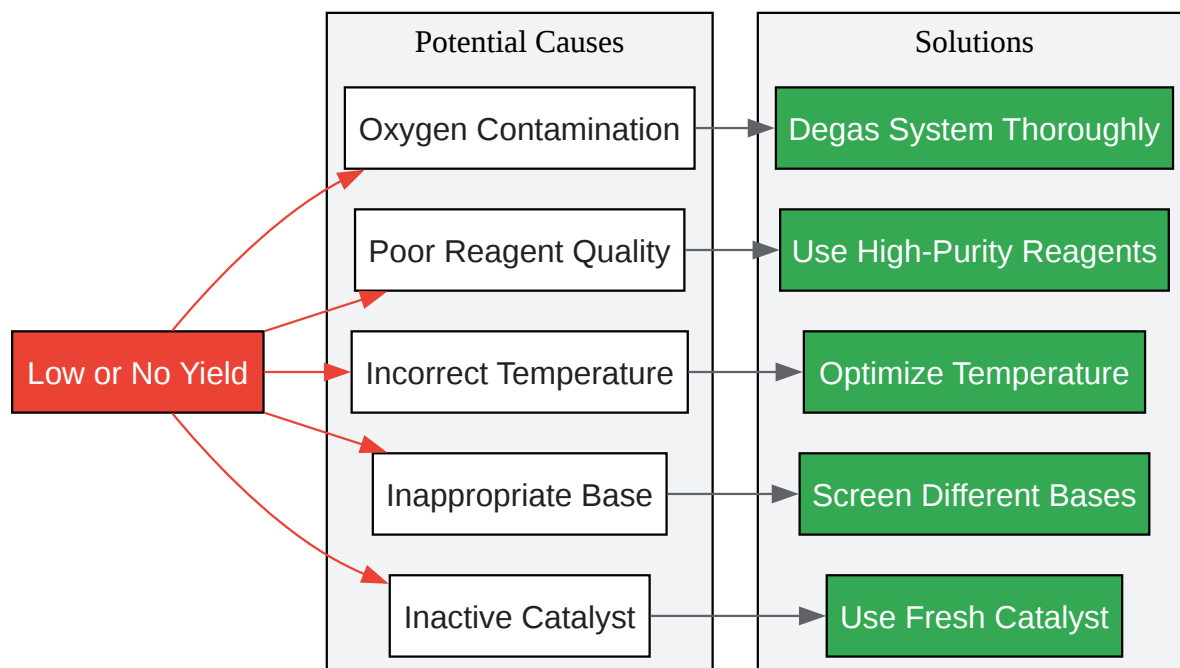 Potential Causes
Solutions
Oxygen Contamination
Degas System Thoroughly
Poor Reagent Quality
Use High-Purity Reagents
Low or No Yield
Incorrect Temperature
Optimize Temperature
Inappropriate Base
Screen Different Bases
Inactive Catalyst
Use Fresh Catalyst